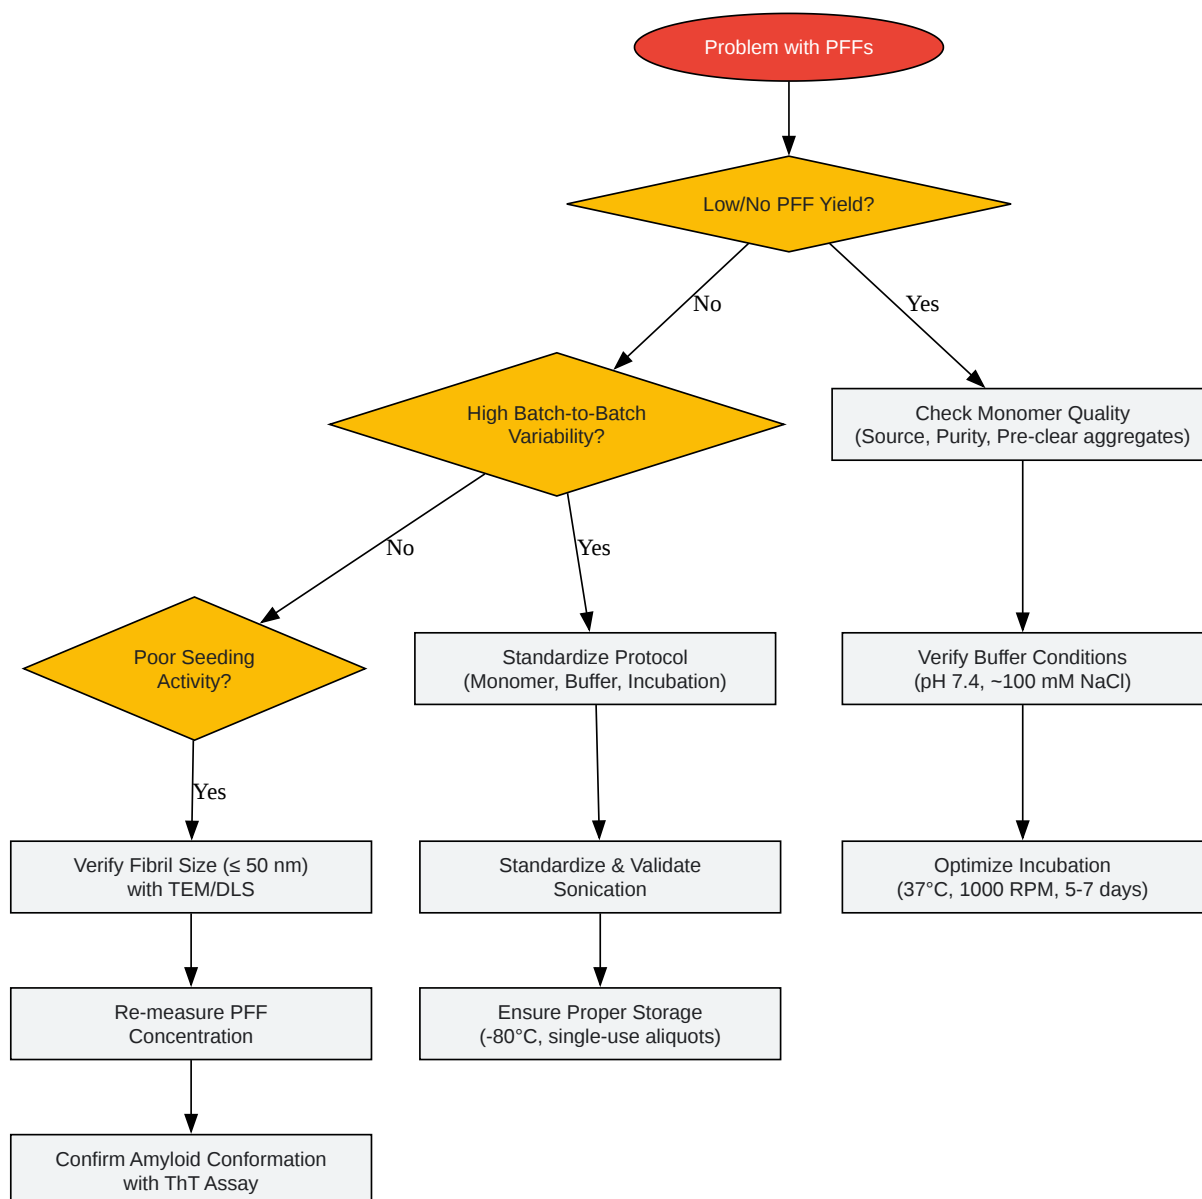 Problem with PFFs
Low/No PFF Yield?
No
Yes
High Batch-to-Batch
Variability?
Check Monomer Quality
(Source, Purity, Pre-clear aggregates)
No
Yes
Poor Seeding
Activity?
Standardize Protocol
(Monomer, Buffer, Incubation)
Verify Buffer Conditions
(pH 7.4, ~100 mM NaCl)
Yes
Verify Fibril Size (≤ 50 nm)
with TEM/DLS
Standardize & Validate
Sonication
Optimize Incubation
(37°C, 1000 RPM, 5-7 days)
Re-measure PFF
Concentration
Ensure Proper Storage
(-80°C, single-use aliquots)
Confirm Amyloid Conformation
with ThT Assay